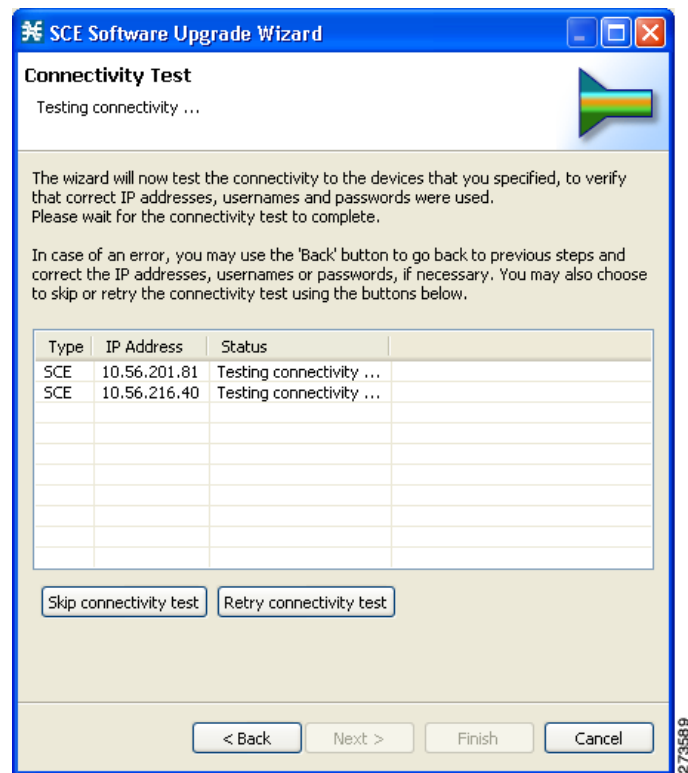 SCE Software Upgrade Wizard
Connectivity Test
Testing connectivity ...
The wizard will now test the connectivity to the devices that you specified, to verify
that correct IP addresses, usernames and passwords were used.
Please wait for the connectivity test to complete.
In case of an error, you may use the 'Back' button to go back to previous steps and
correct the IP addresses, usernames or passwords, if necessary. You may also choose
to skip or retry the connectivity test using the buttons below.
Type IP Address Status
SCE 10.56.201.81 Testing connectivity ...
SCE 10.56.216.40 Testing connectivity ...
Skip connectivity test Retry connectivity test
< Back Next > Finish Cancel
273589